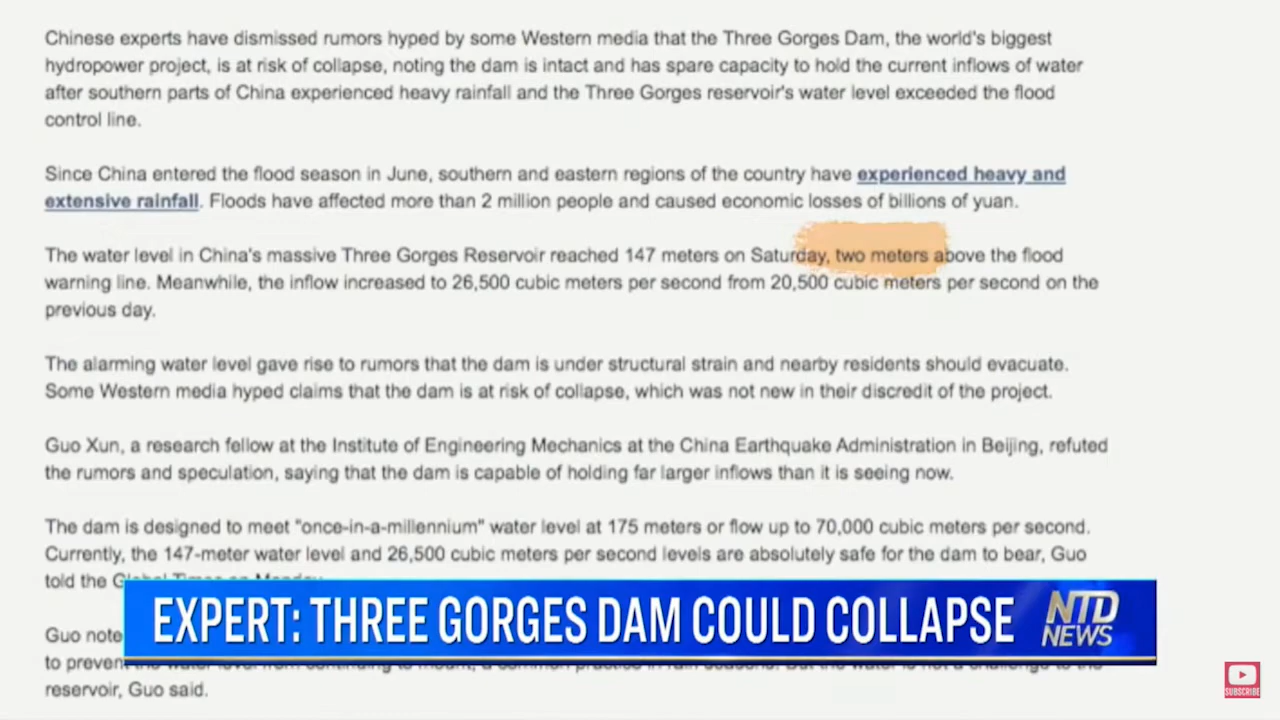 Chinese experts have dismissed rumors hyped by some Western media that the Three Gorges Dam, the world's biggest
hydropower project, is at risk of collapse, noting the dam is intact and has spare capacity to hold the current inflows of water
after southern parts of China experienced heavy rainfall and the Three Gorges reservoir's water level exceeded the flood
control line.
Since China entered the flood season in June, southern and eastern regions of the country have experienced heavy and
extensive rainfall. Floods have affected more than 2 million people and caused economic losses of billions of yuan.
The water level in China's massive Three Gorges Reservoir reached 147 meters on Saturday, two meters above the flood
warning line. Meanwhile, the inflow increased to 26,500 cubic meters per second from 20,500 cubic meters per second on the
previous day.
The alarming water level gave rise to rumors that the dam is under structural strain and nearby residents should evacuate.
Some Western media hyped claims that the dam is at risk of collapse, which was not new in their discredit of the project.
Guo Xun, a research fellow at the Institute of Engineering Mechanics at the China Earthquake Administration in Beijing, refuted
the rumors and speculation, saying that the dam is capable of holding far larger inflows than it is seeing now.
The dam is designed to meet "once-in-a-millennium" water level at 175 meters or flow up to 70,000 cubic meters per second.
Currently, the 147-meter water level and 26,500 cubic meters per second levels are absolutely safe for the dam to bear, Guo
told the
Guo
to
reservoir, Guo said.
EXPERT: THREE GORGES DAM COULD COLLAPSE
NTD
NEWS
SUBSCRIBE